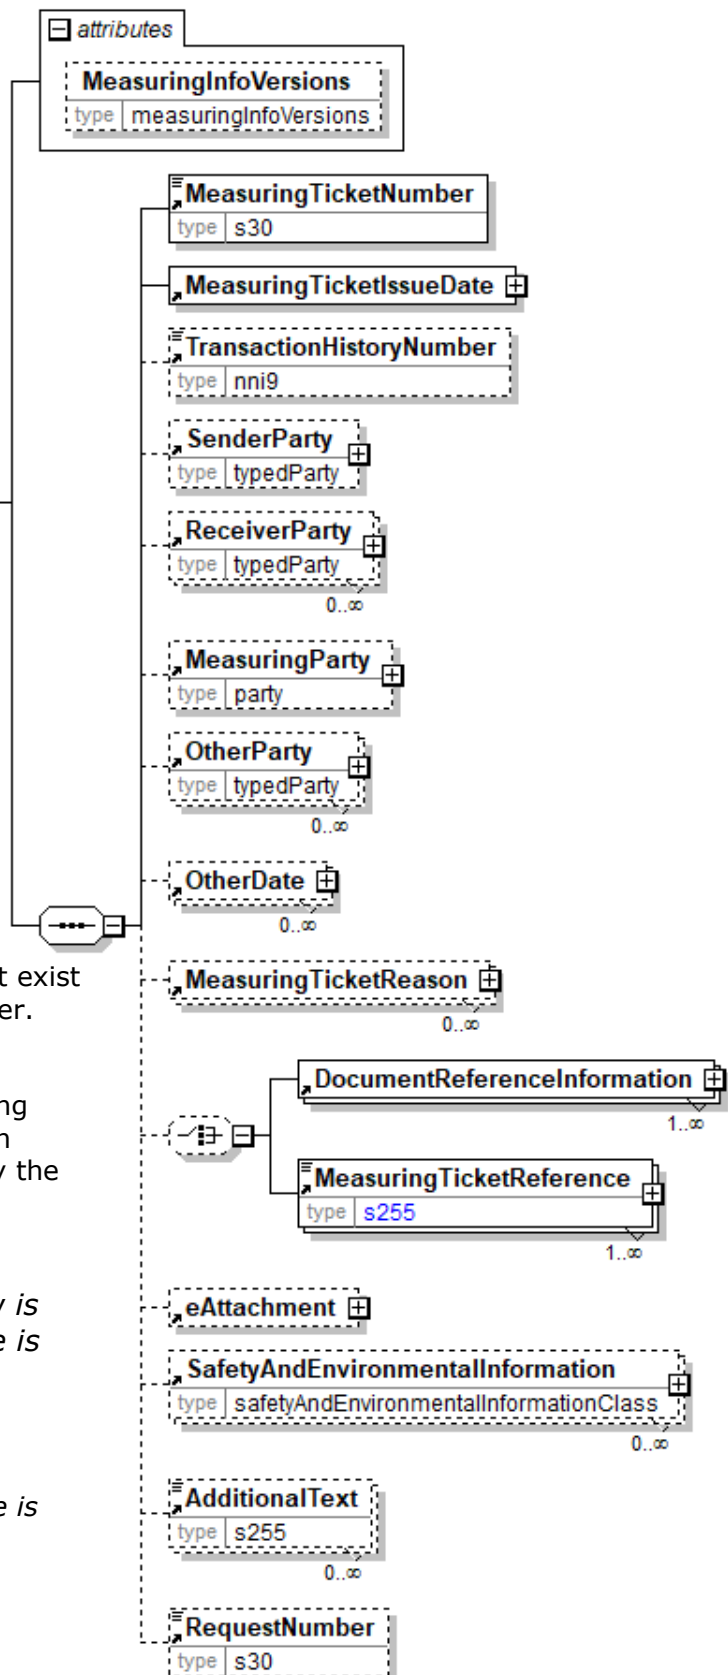 attributes
MeasuringInfoVersions
type measuringInfoVersions
MeasuringTicketNumber
type s30
MeasuringTicketIssueDate
TransactionHistoryNumber
type nni9
SenderParty
type typedParty
ReceiverParty
type typedParty
0..∞
MeasuringParty
type party
OtherParty
type typedParty
0..∞
OtherDate
0..∞
t exist
MeasuringTicketReason
er.
0..∞
DocumentReferenceInformation
ng
1..∞
n
y the
MeasuringTicketReference
type s255
1..∞
y is
eAttachment
e is
SafetyAndEnvironmentalInformation
type safetyAndEnvironmentalInformationClass
0..∞
e is
AdditionalText
type s255
0..∞
RequestNumber
type s30